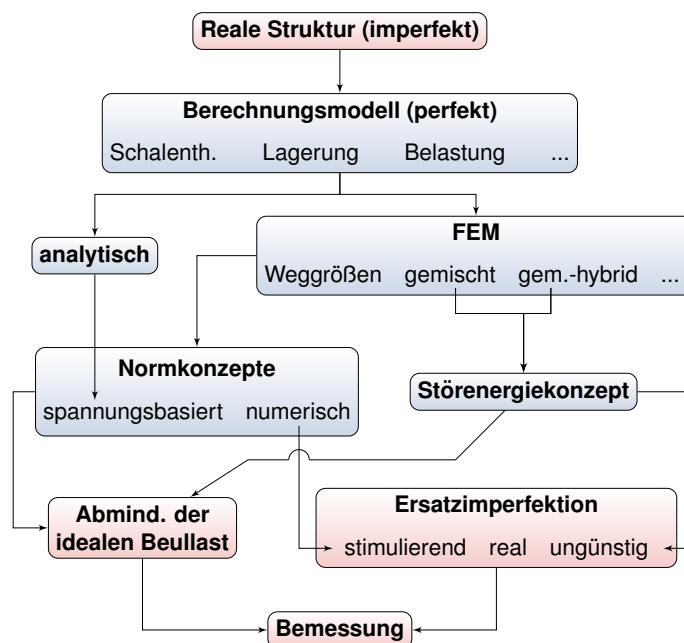 Reale Struktur (imperfekt)
Berechnungsmodell (perfekt)
Schalenth. Lagerung Belastung ...
analytisch
FEM
Weggrößen gemischt gem.-hybrid ...
Normkonzepte
spannungsbasiert numerisch
Störenergiekonzept
Abmind. der
idealen Beullast
Ersatzimperfektion
stimulierend real ungünstig
Bemessung